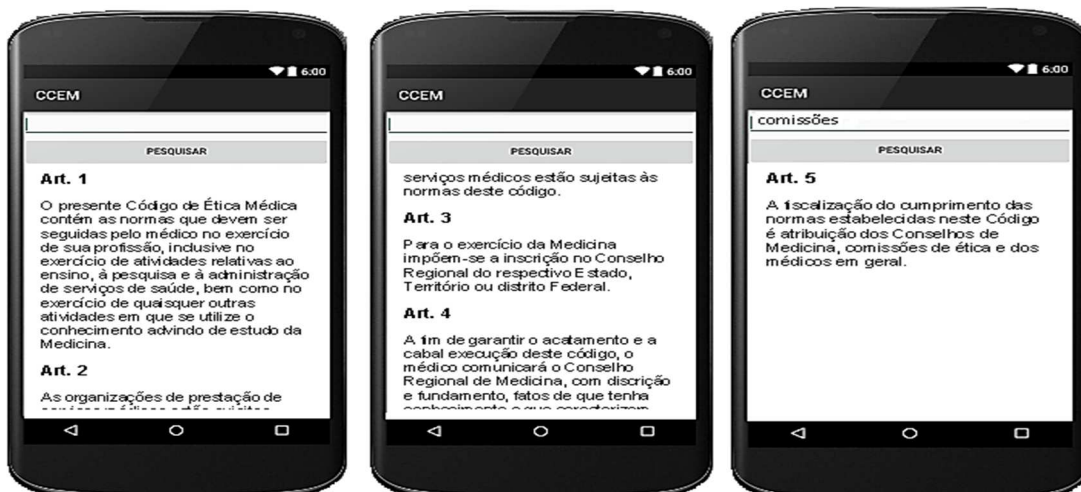 6:00
CCEM
PESQUISAR
Art. 1
O presente Código de Ética Médica
contém as normas que devem ser
seguidas pelo médico no exercício
de sua profissão, inclusive no
exercício de atividades relativas ao
ensino, à pesquisa e à administração
de serviços de saúde, bem como no
exercício de quaisquer outras
atividades em que se utilize o
conhecimento advindo de estudo da
Medicina.
Art. 2
As organizações de prestação de
serviços médicos estão sujeitas
6:00
CCEM
PESQUISAR
serviços médicos estão sujeitas às
normas deste código.
Art. 3
Para o exercício da Medicina
impõem-se a inscrição no Conselho
Regional do respectivo Estado,
Território ou distrito Federal.
Art. 4
A fim de garantir o acatamento e a
cabal execução deste código, o
médico comunicará o Conselho
Regional de Medicina, com discrição
e fundamento, fatos de que tenha
conhecimento e que caracterizem
6:00
CCEM
comissões
PESQUISAR
Art. 5
A fiscalização do cumprimento das
normas estabelecidas neste Código
é atribuição dos Conselhos de
Medicina, comissões de ética e dos
médicos em geral.